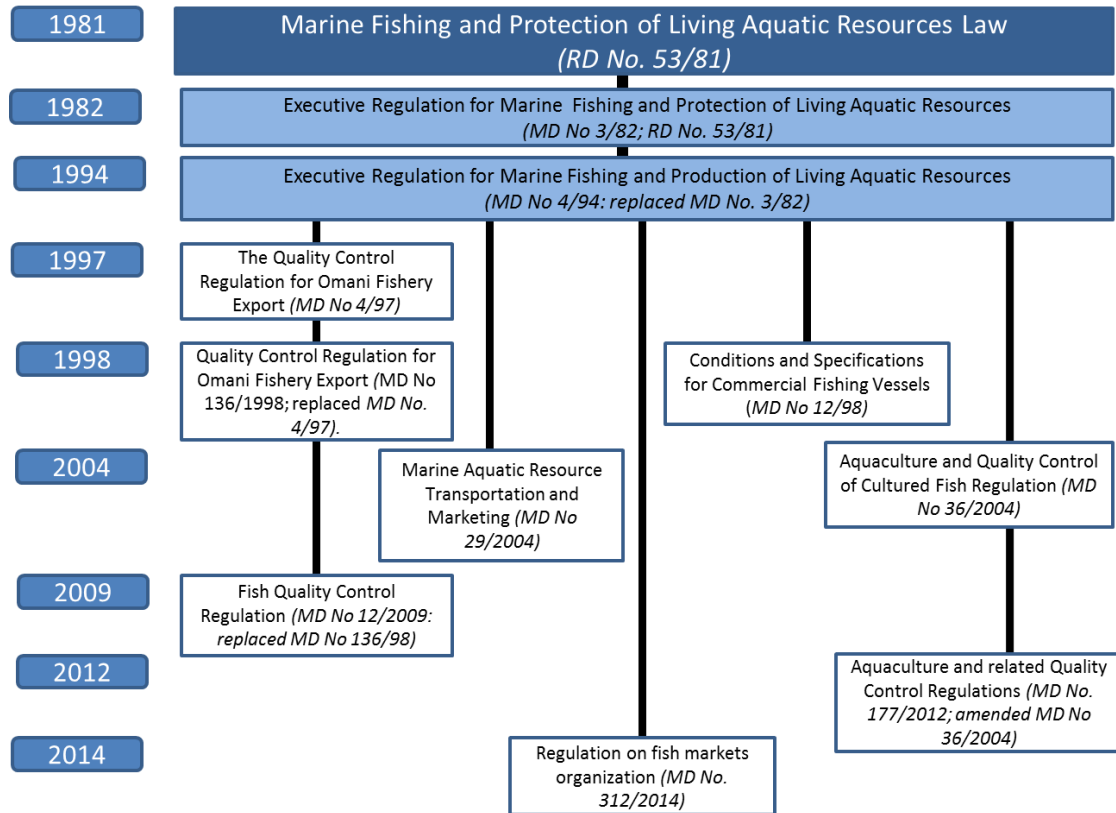 1981
Marine Fishing and Protection of Living Aquatic Resources Law
(RD No. 53/81)
1982
Executive Regulation for Marine Fishing and Protection of Living Aquatic Resources
(MD No 3/82; RD No. 53/81)
1994
Executive Regulation for Marine Fishing and Production of Living Aquatic Resources
(MD No 4/94: replaced MD No. 3/82)
1997
The Quality Control
Regulation for Omani Fishery
Export (MD No 4/97)
1998
Quality Control Regulation for
Omani Fishery Export (MD No
136/1998; replaced MD No.
4/97).
Conditions and Specifications
for Commercial Fishing Vessels
(MD No 12/98)
2004
Marine Aquatic Resource
Transportation and
Marketing (MD No
29/2004)
Aquaculture and Quality Control
of Cultured Fish Regulation (MD
No 36/2004)
2009
Fish Quality Control
Regulation (MD No 12/2009:
replaced MD No 136/98)
2012
Aquaculture and related Quality
Control Regulations (MD No.
177/2012; amended MD No
36/2004)
2014
Regulation on fish markets
organization (MD No.
312/2014)